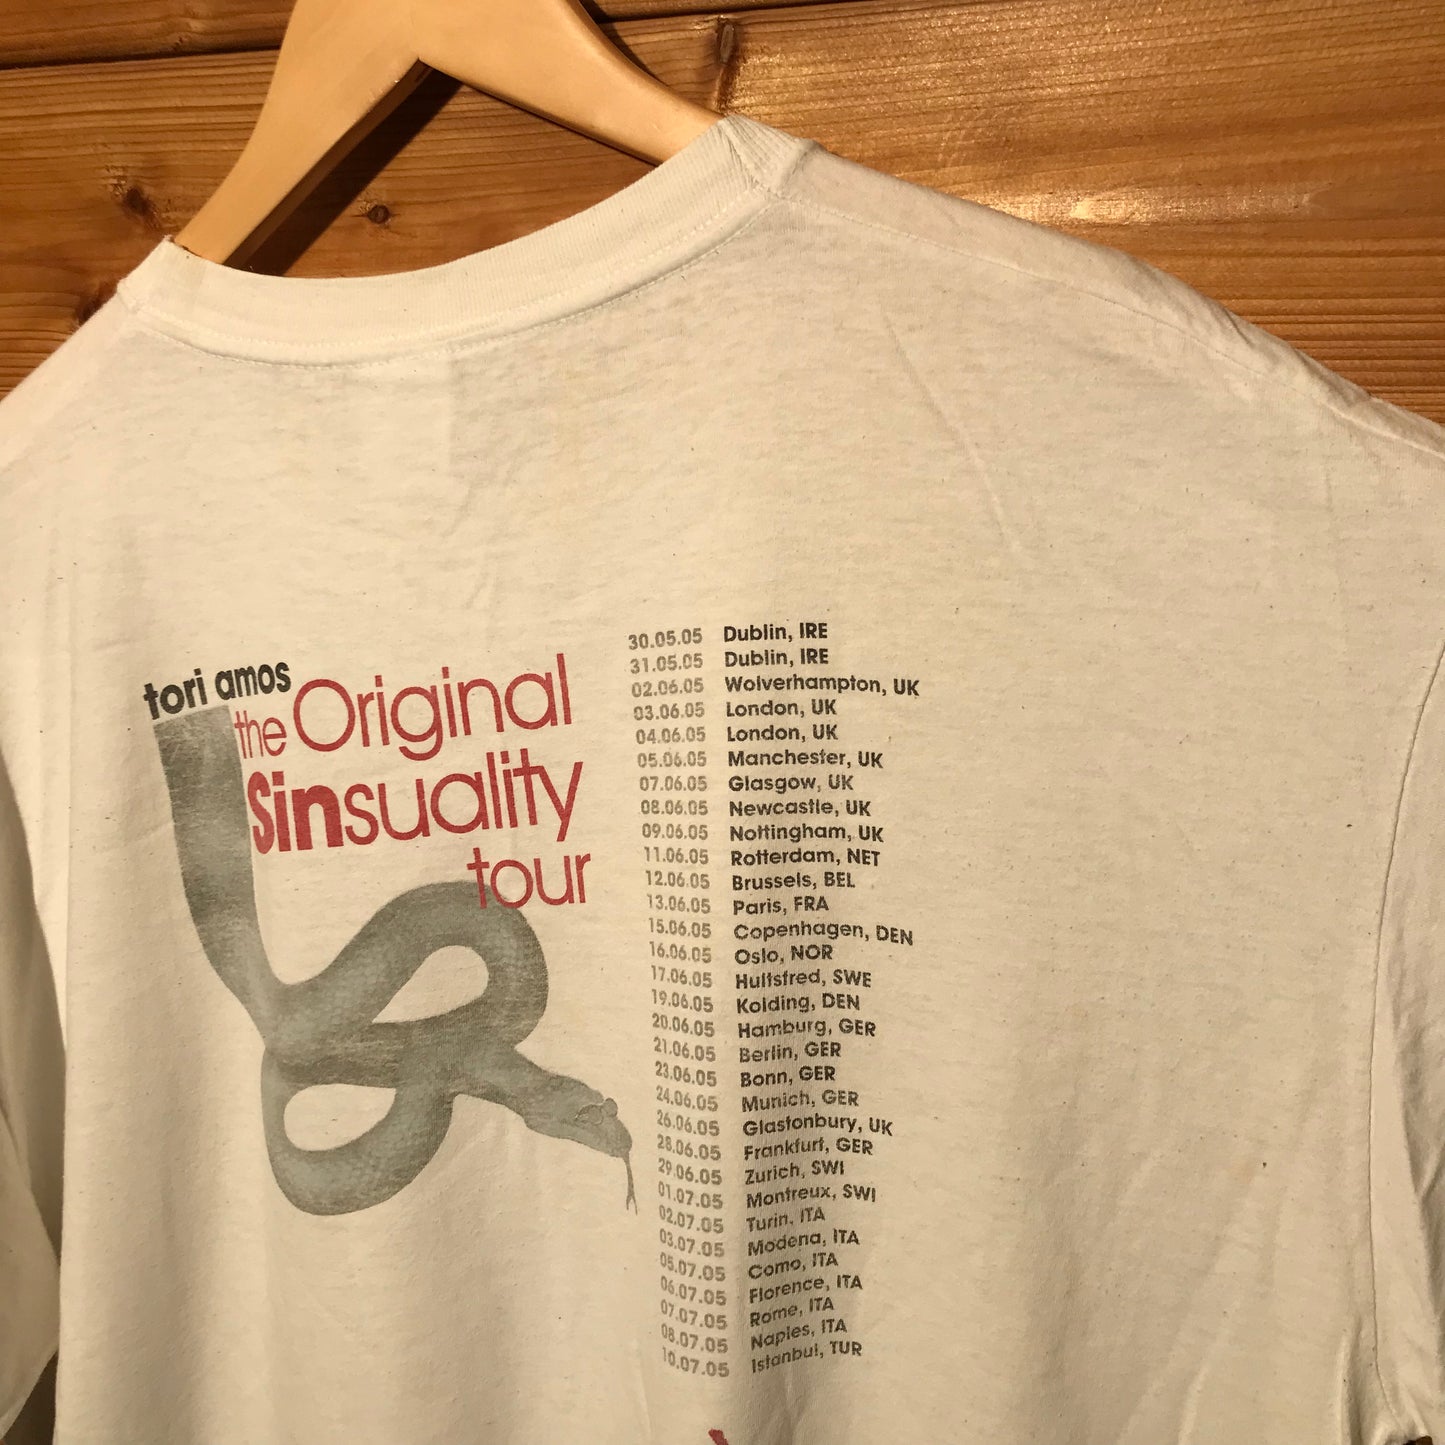 tori amos
the Original
Sinsuality
tour
30.05.05 Dublin, IRE
31.05.05 Dublin, IRE
02.06.05 Wolverhampton, UK
03.06.05 London, UK
04.06.05 London, UK
05.06.05 Manchester, UK
07.06.05 Glasgow, UK
08.06.05 Newcastle, UK
09.06.05 Nottingham, UK
11.06.05 Rotterdam, NET
12.06.05 Brussels, BEL
13.06.05 Paris, FRA
15.06.05 Copenhagen, DEN
16.06.05 Oslo, NOR
17.06.05 Hultsfred, SWE
19.06.05 Kolding, DEN
20.06.05 Hamburg, GER
21.06.05 Berlin, GER
23.06.05 Bonn, GER
24.06.05 Munich, GER
26.06.05 Glastonbury, UK
28.06.05 Frankfurt, GER
29.06.05 Zurich, SWI
01.07.05 Montreux, SWI
02.07.05 Turin, ITA
03.07.05 Modena, ITA
05.07.05 Como, ITA
06.07.05 Florence, ITA
07.07.05 Rome, ITA
08.07.05 Naples, ITA
10.07.05 Istanbul, TUR